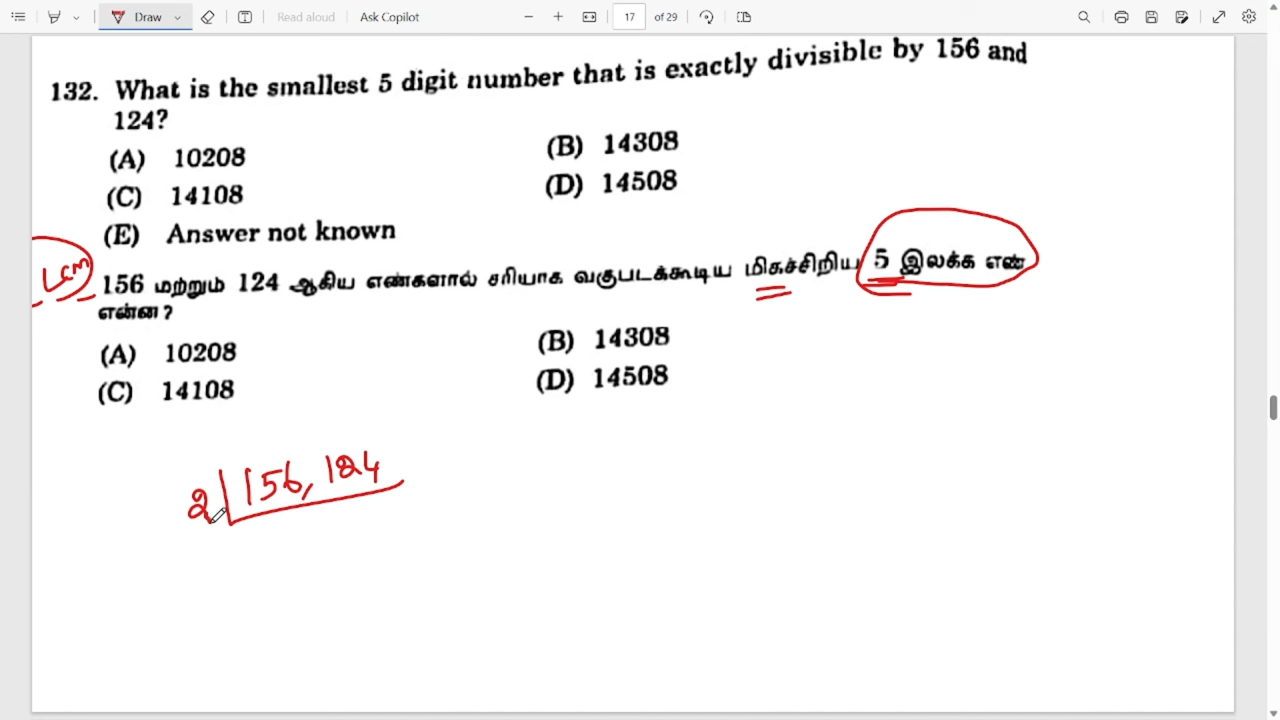 Draw
Read aloud
Ask Copilot
17 of 29
132. What is the smallest 5 digit number that is exactly divisible by 156 and
124?
(A) 10208 (B) 14308
(C) 14108 (D) 14508
(E) Answer not known
Lcm
156 மற்றும் 124 ஆகிய எண்களால் சரியாக வகுபடக்கூடிய மிகச்சிறிய 5 இலக்க எண்
என்ன?
(A) 10208 (B) 14308
(C) 14108 (D) 14508
2 156, 124